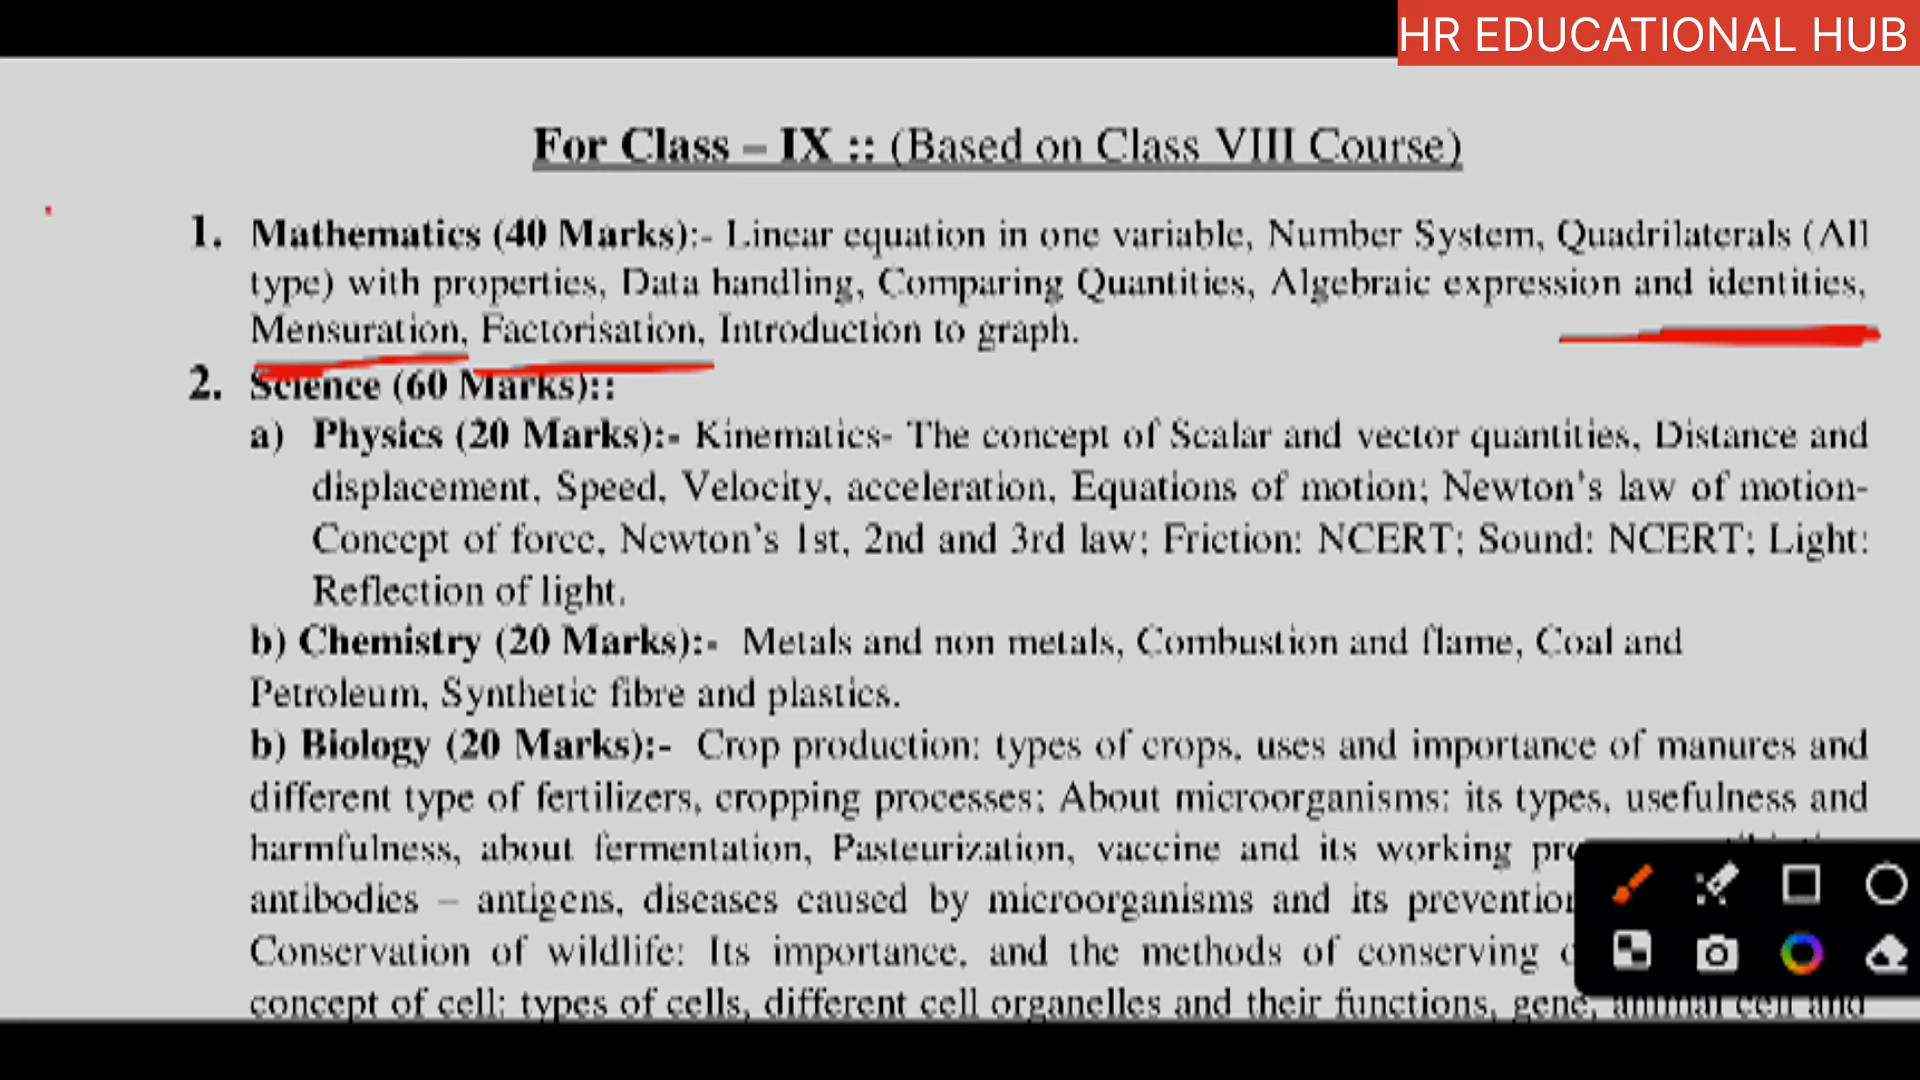 HR EDUCATIONAL HUB
For Class – IX :: (Based on Class VIII Course)
1. Mathematics (40 Marks):- Linear equation in one variable, Number System, Quadrilaterals (All
type) with properties, Data handling, Comparing Quantities, Algebraic expression and identities,
Mensuration, Factorisation, Introduction to graph.
2. Science (60 Marks)::
a) Physics (20 Marks):- Kinematics- The concept of Scalar and vector quantities, Distance and
displacement, Speed, Velocity, acceleration, Equations of motion; Newton's law of motion-
Concept of force, Newton's 1st, 2nd and 3rd law; Friction: NCERT; Sound: NCERT; Light:
Reflection of light.
b) Chemistry (20 Marks):- Metals and non metals, Combustion and flame, Coal and
Petroleum, Synthetic fibre and plastics.
b) Biology (20 Marks):- Crop production: types of crops, uses and importance of manures and
different type of fertilizers, cropping processes; About microorganisms: its types, usefulness and
harmfulness, about fermentation, Pasteurization, vaccine and its working
antibodies – antigens, diseases caused by microorganisms and its
Conservation of wildlife: Its importance, and the methods of conserving
concept of cell; types of cells, different cell organelles and their functions, gene, animal cell and